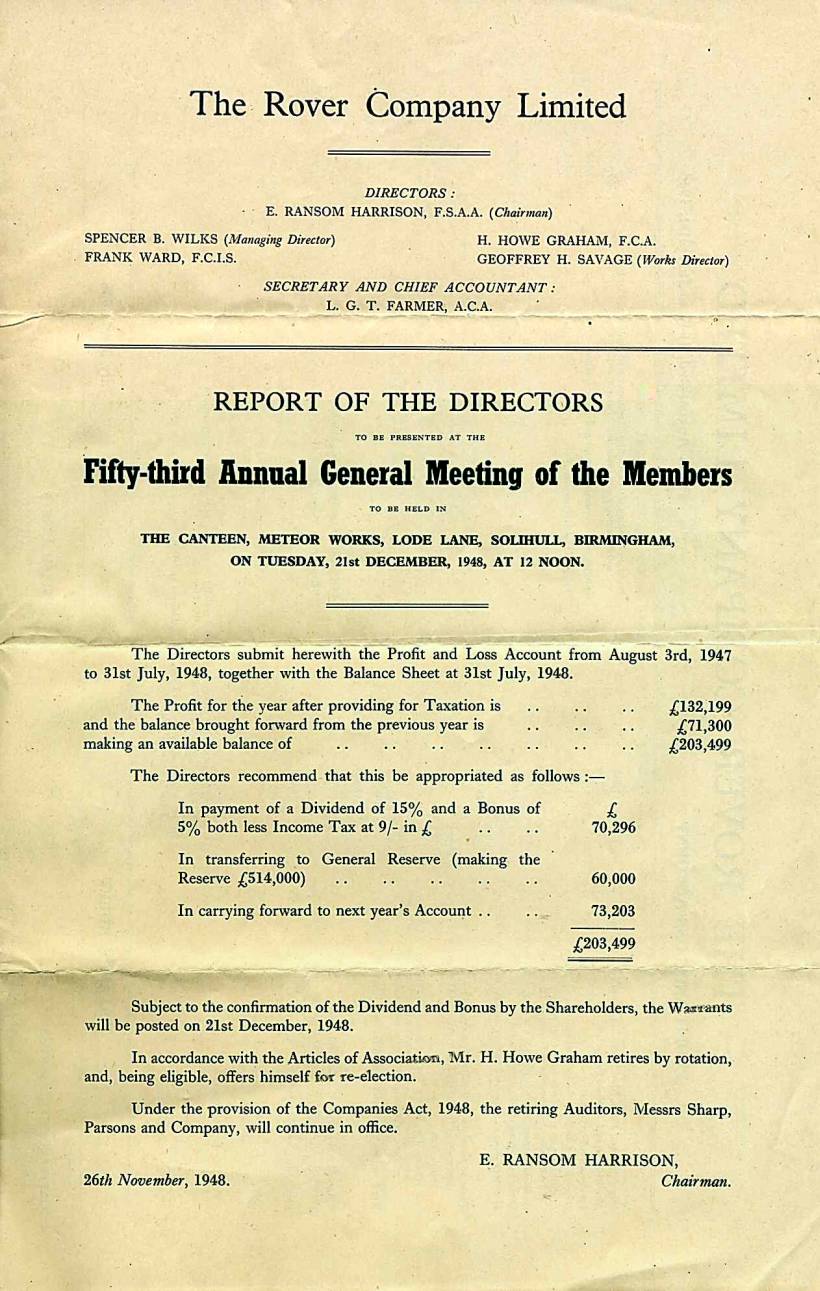 The Rover Company Limited
DIRECTORS :
E. RANSOM HARRISON, F.S.A.A. (Chairman)
SPENCER B. WILKS (Managing Director)
FRANK WARD, F.C.I.S.
H. HOWE GRAHAM, F.C.A.
GEOFFREY H. SAVAGE (Works Director)
SECRETARY AND CHIEF ACCOUNTANT :
L. G. T. FARMER, A.C.A.
REPORT OF THE DIRECTORS
TO BE PRESENTED AT THE
Fifty-third Annual General Meeting of the Members
TO BE HELD IN
THE CANTEEN, METEOR WORKS, LODE LANE, SOLIHULL, BIRMINGHAM,
ON TUESDAY, 21st DECEMBER, 1948, AT 12 NOON.
The Directors submit herewith the Profit and Loss Account from August 3rd, 1947
to 31st July, 1948, together with the Balance Sheet at 31st July, 1948.
The Profit for the year after providing for Taxation is .. .. .. £132,199
and the balance brought forward from the previous year is .. .. .. £71,300
making an available balance of .. .. .. .. .. .. .. £203,499
The Directors recommend that this be appropriated as follows :—
In payment of a Dividend of 15% and a Bonus of £
5% both less Income Tax at 9/- in £ .. .. 70,296
In transferring to General Reserve (making the
Reserve £514,000) .. .. .. .. .. 60,000
In carrying forward to next year's Account .. .. 73,203
£203,499
Subject to the confirmation of the Dividend and Bonus by the Shareholders, the Warrants
will be posted on 21st December, 1948.
In accordance with the Articles of Association, Mr. H. Howe Graham retires by rotation,
and, being eligible, offers himself for re-election.
Under the provision of the Companies Act, 1948, the retiring Auditors, Messrs Sharp,
Parsons and Company, will continue in office.
E. RANSOM HARRISON,
26th November, 1948. Chairman.